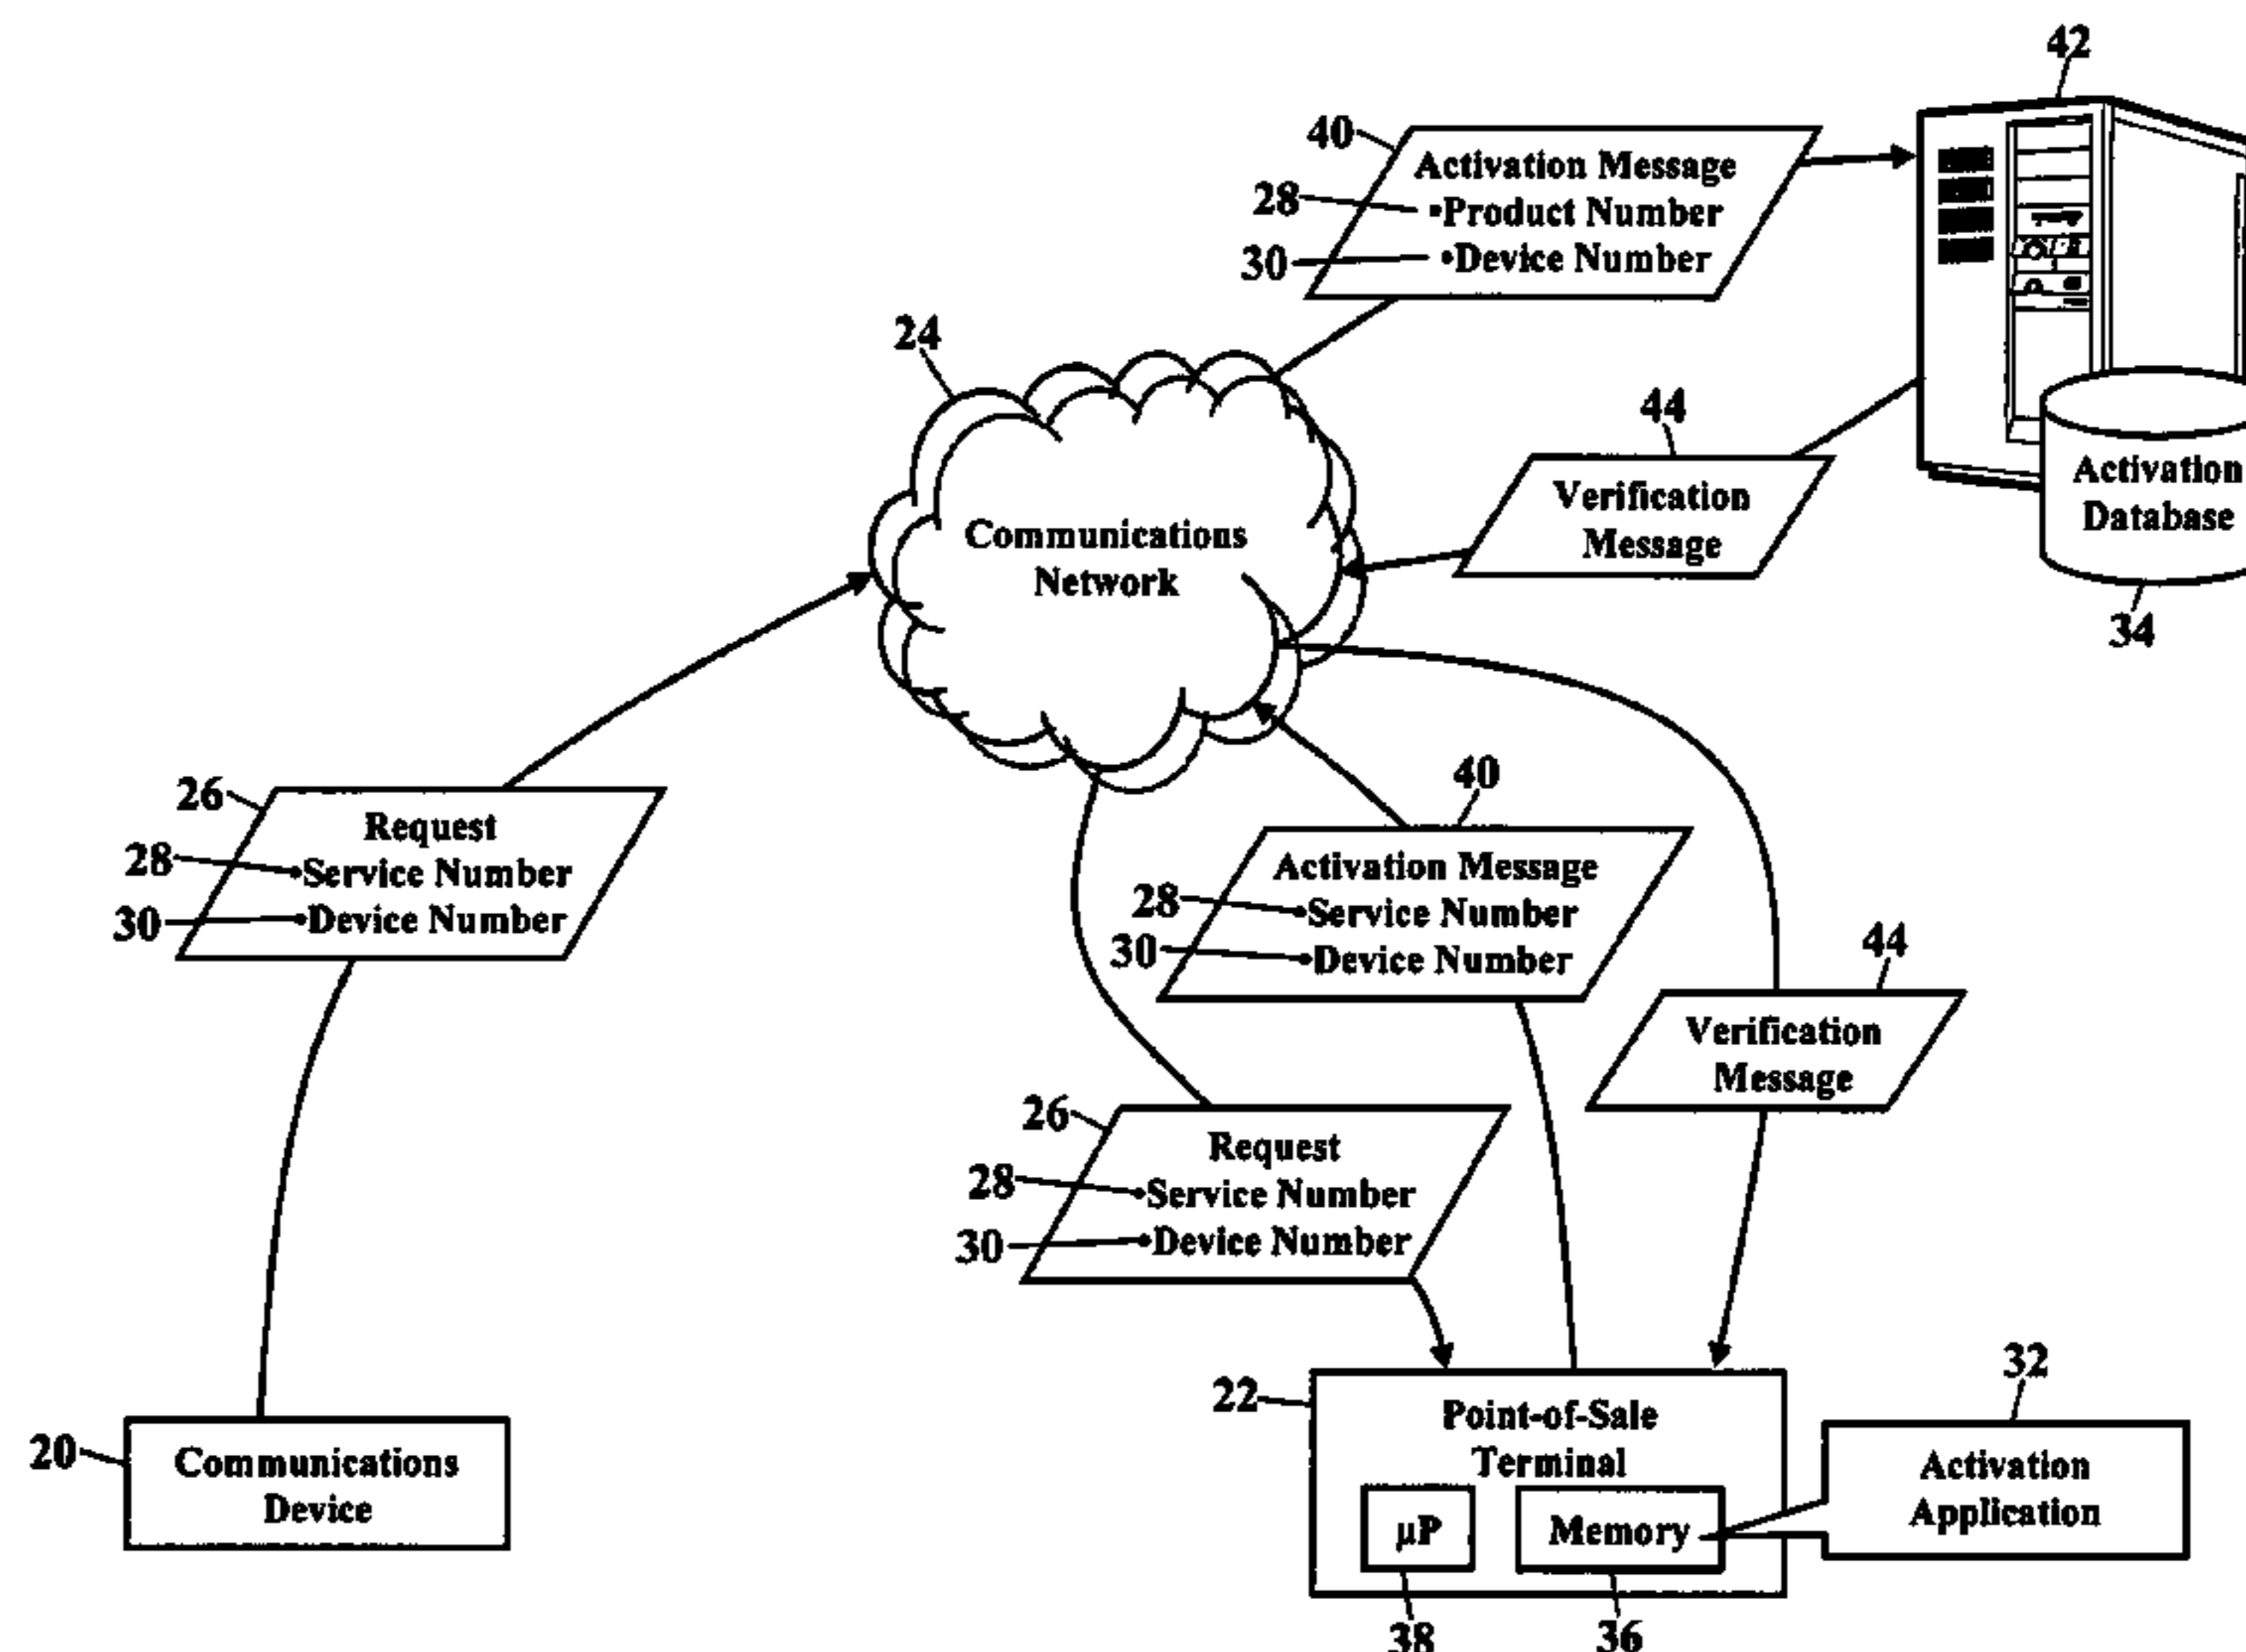 42
40
Activation Message
28
•Product Number
30
•Device Number
24
44
Verification
Message
Activation
Database
34
Communications
Network
26
Request
28
•Service Number
30
•Device Number
40
Activation Message
28
•Service Number
30
•Device Number
44
Verification
Message
26
Request
28
•Service Number
30
•Device Number
22
Point-of-Sale
Terminal
µP
Memory
38
36
32
Activation
Application
20
Communications
Device